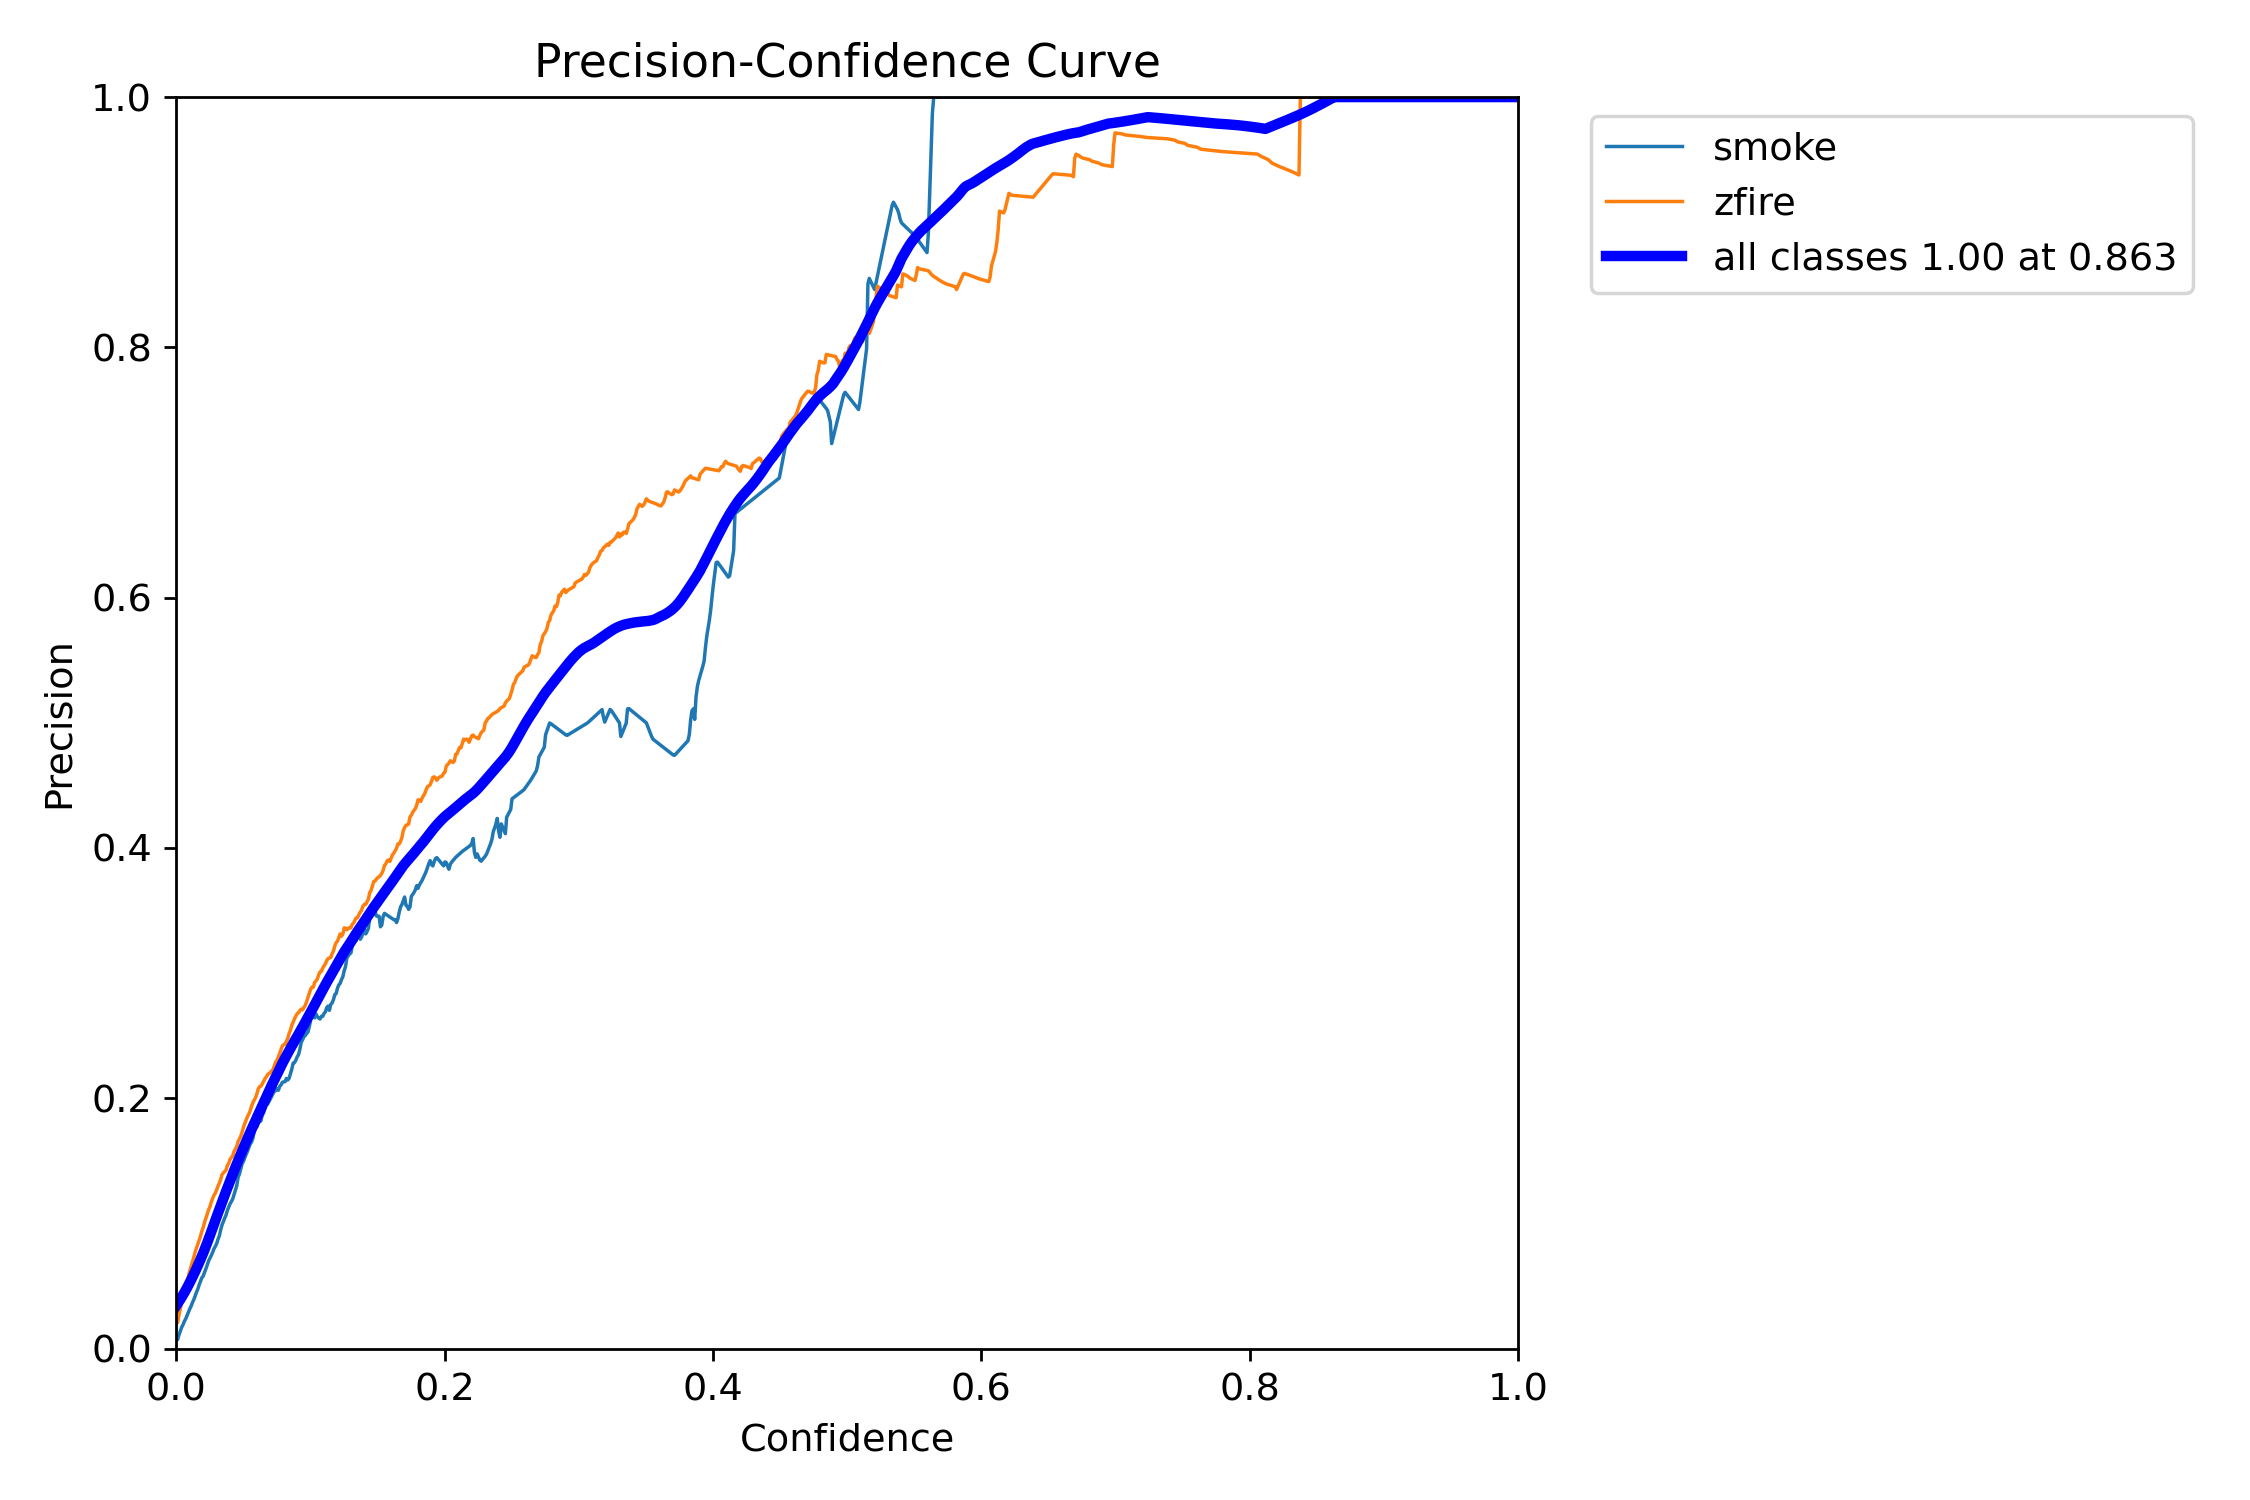 Precision-Confidence Curve
1.0
0.8
0.6
0.4
0.2
0.0
Precision
0.0 0.2 0.4 0.6 0.8 1.0
Confidence
smoke
zfire
all classes 1.00 at 0.863